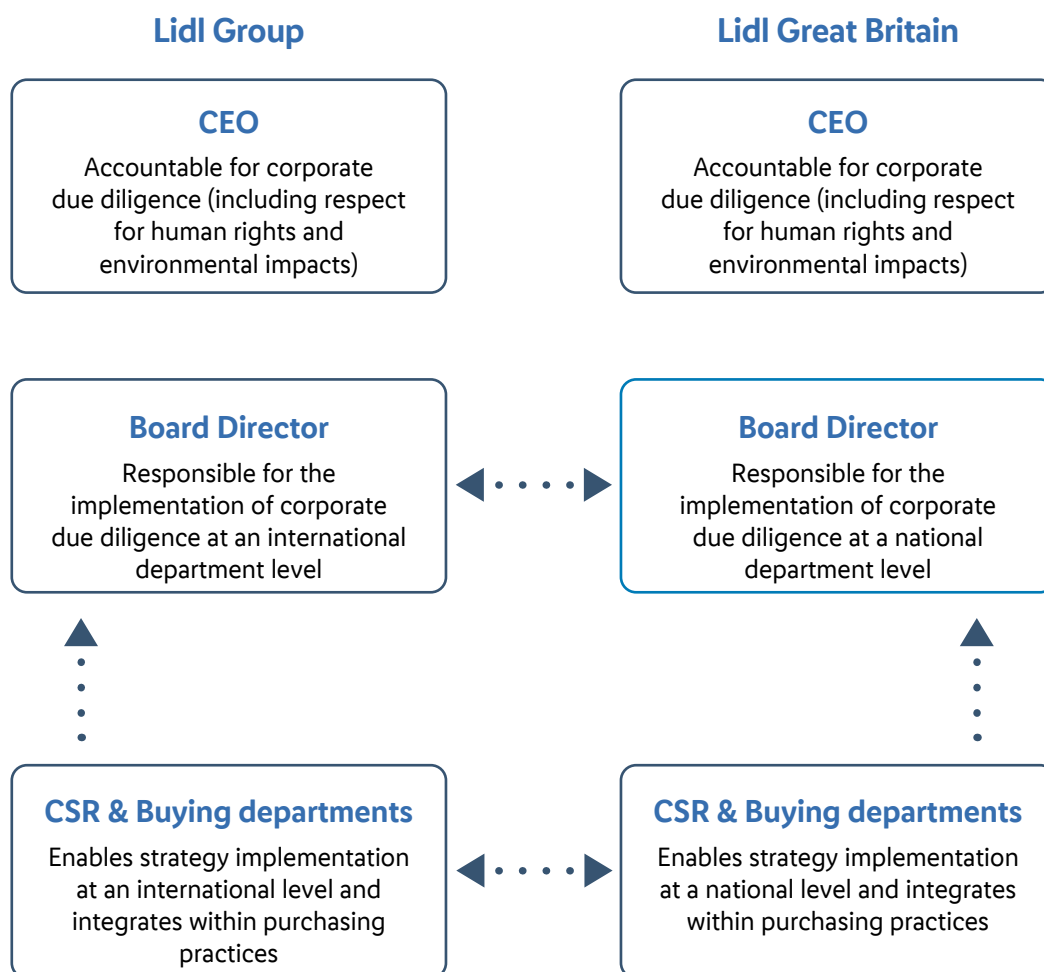 Lidl Group
Lidl Great Britain
CEO
Accountable for corporate
due diligence (including respect
for human rights and
environmental impacts)
CEO
Accountable for corporate
due diligence (including respect
for human rights and
environmental impacts)
Board Director
Responsible for the
implementation of corporate
due diligence at an international
department level
Board Director
Responsible for the
implementation of corporate
due diligence at a national
department level
CSR & Buying departments
Enables strategy implementation
at an international level and
integrates within purchasing
practices
CSR & Buying departments
Enables strategy implementation
at a national level and integrates
within purchasing practices